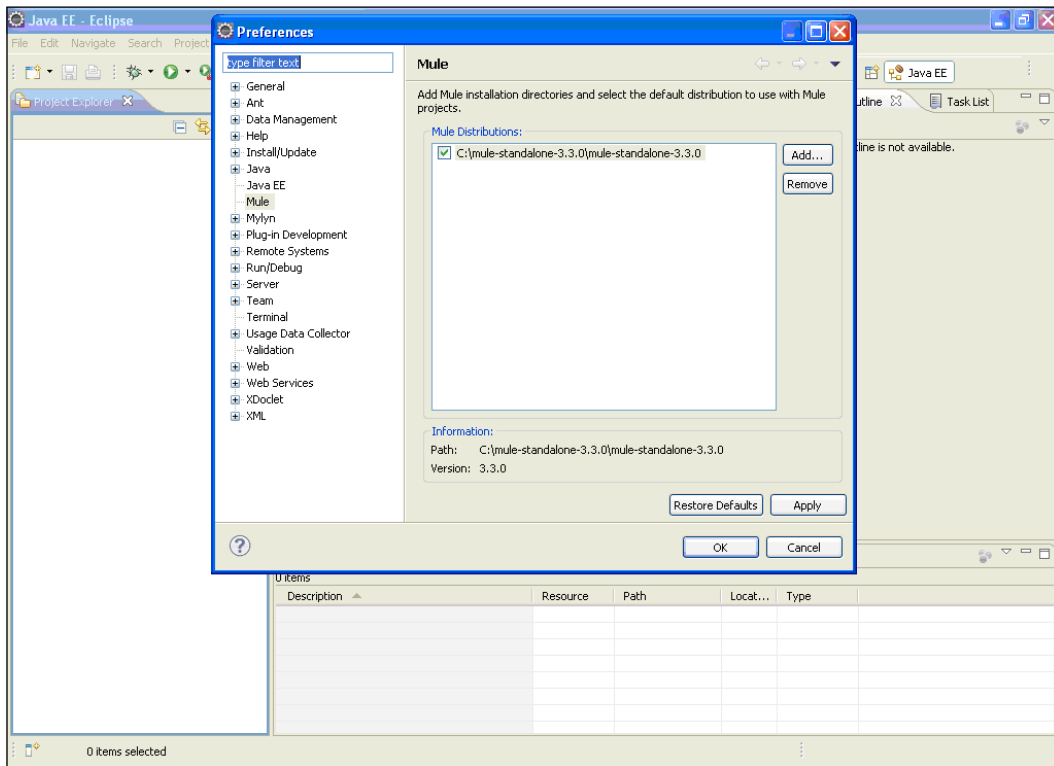 Java EE - Eclipse
File Edit Navigate Search Project
Java EE
Project Explorer
utline
Task List
tline is not available.
Preferences
type filter text
General
Ant
Data Management
Help
Install/Update
Java
Java EE
Mule
Mylyn
Plug-in Development
Remote Systems
Run/Debug
Server
Team
Terminal
Usage Data Collector
Validation
Web
Web Services
XDoclet
XML
Mule
Add Mule installation directories and select the default distribution to use with Mule
projects.
Mule Distributions:
C:\mule-standalone-3.3.0\mule-standalone-3.3.0
Add...
Remove
Information:
Path: C:\mule-standalone-3.3.0\mule-standalone-3.3.0
Version: 3.3.0
Restore Defaults Apply
OK Cancel
0 items
Description Resource Path Locat... Type
0 items selected